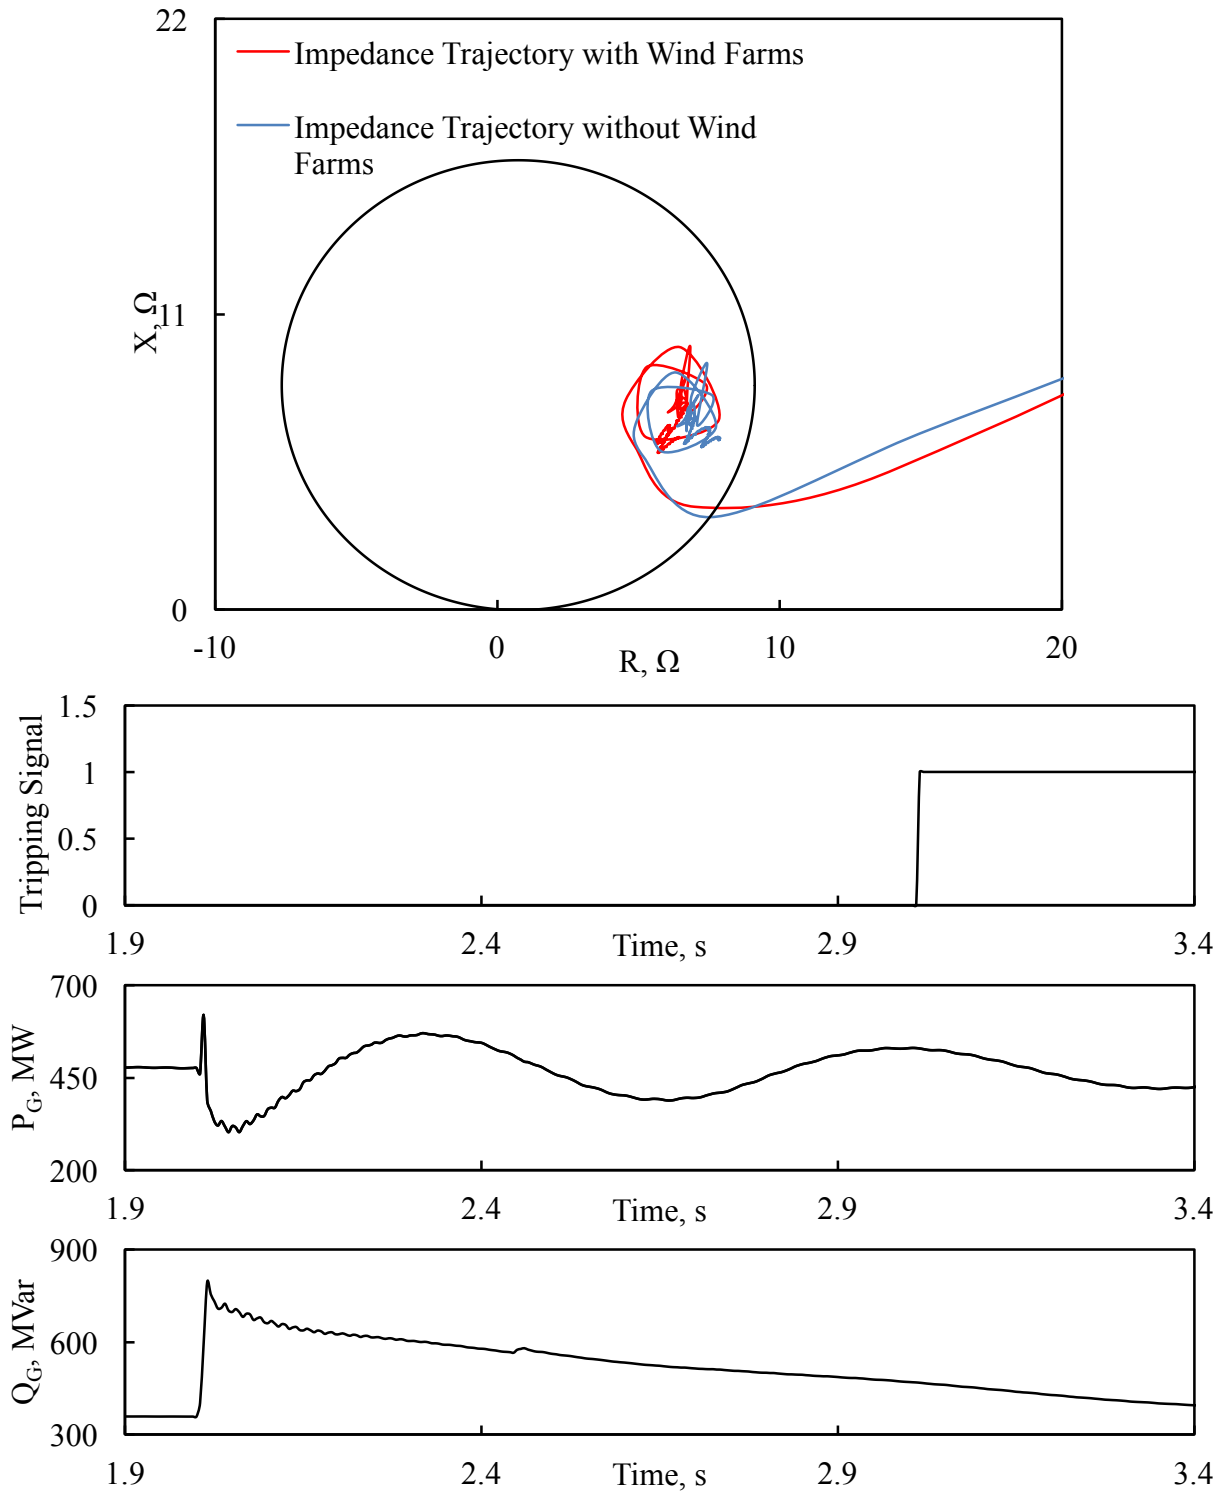 22
Impedance Trajectory with Wind Farms
Impedance Trajectory without Wind
Farms
X, Ω
11
0
-10
0
10
20
R, Ω
Tripping Signal
1.5
1
0.5
0
1.9
2.4
2.9
3.4
Time, s
P_G, MW
700
450
200
1.9
2.4
2.9
3.4
Time, s
Q_G, MVar
900
600
300
1.9
2.4
2.9
3.4
Time, s